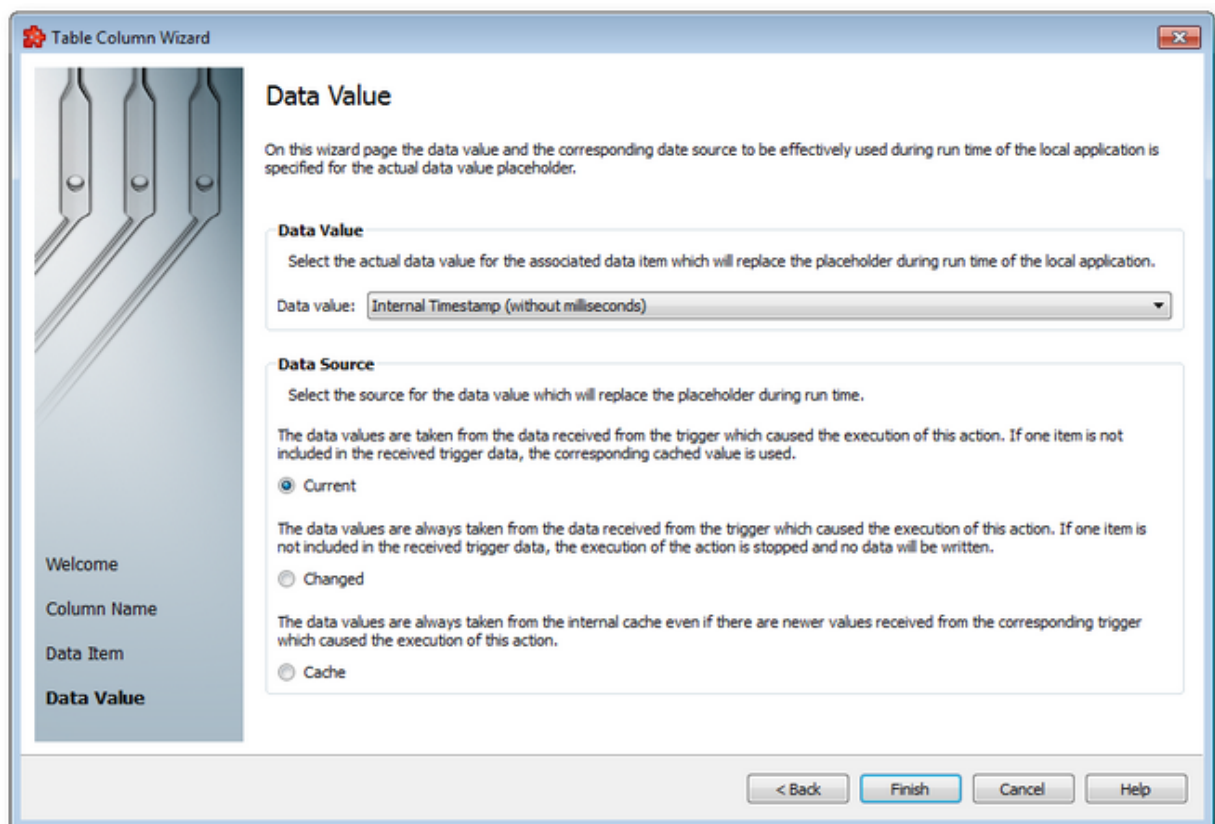 Table Column Wizard
Data Value
On this wizard page the data value and the corresponding date source to be effectively used during run time of the local application is
specified for the actual data value placeholder.
Data Value
Select the actual data value for the associated data item which will replace the placeholder during run time of the local application.
Data value: Internal Timestamp (without milliseconds)
Data Source
Select the source for the data value which will replace the placeholder during run time.
The data values are taken from the data received from the trigger which caused the execution of this action. If one item is not
included in the received trigger data, the corresponding cached value is used.
Current
The data values are always taken from the data received from the trigger which caused the execution of this action. If one item is
not included in the received trigger data, the execution of the action is stopped and no data will be written.
Changed
The data values are always taken from the internal cache even if there are newer values received from the corresponding trigger
which caused the execution of this action.
Cache
Welcome
Column Name
Data Item
Data Value
< Back
Finish
Cancel
Help